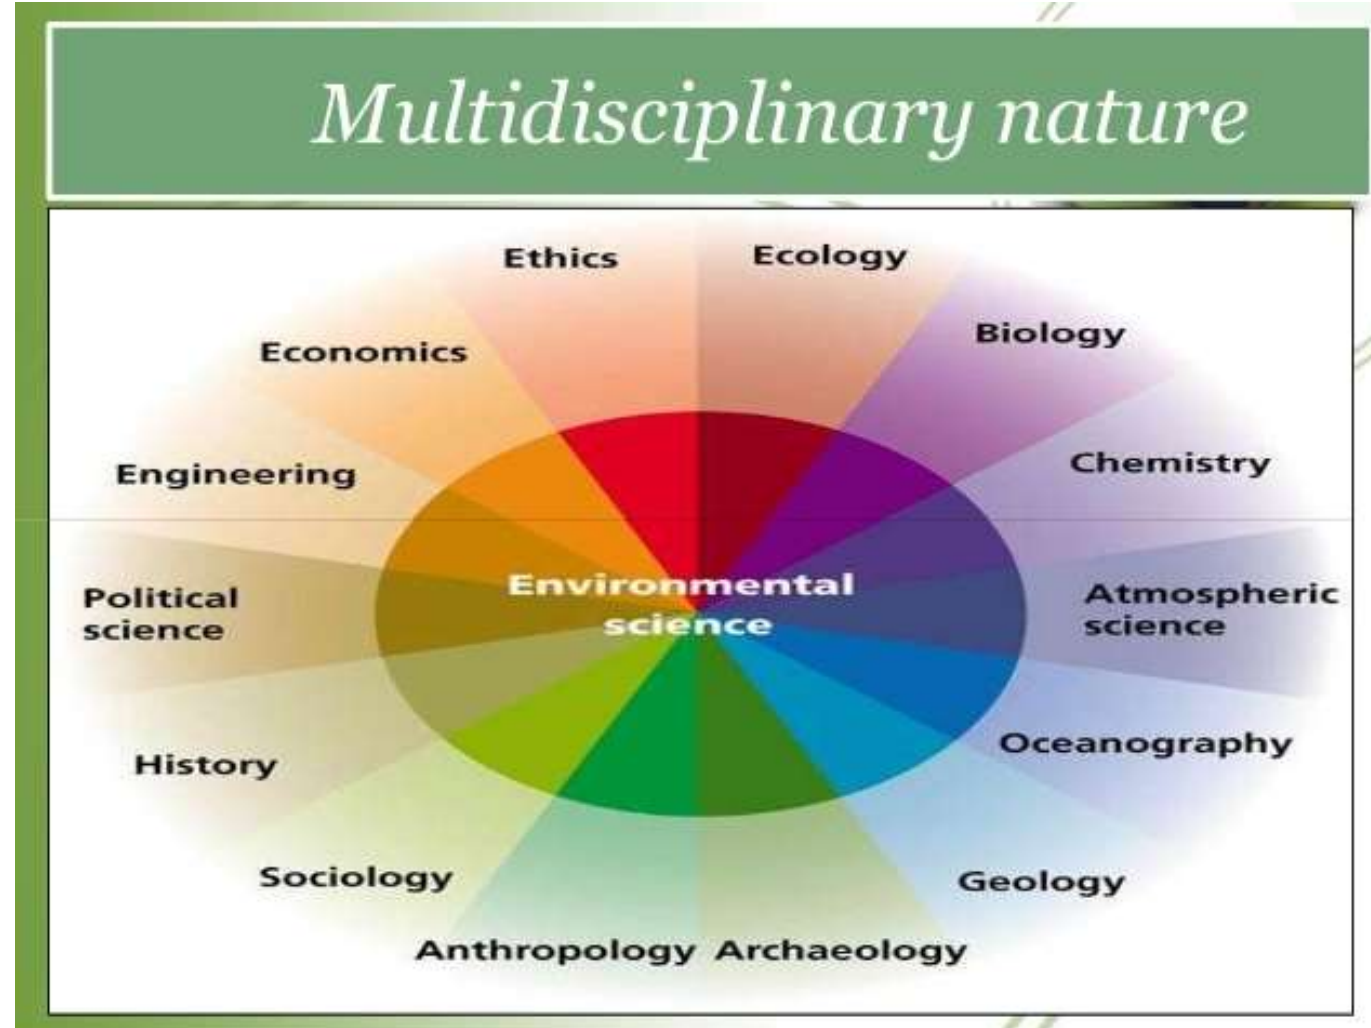 Multidisciplinary nature
Ethics
Ecology
Economics
Biology
Engineering
Chemistry
Environmental
science
Political
science
Atmospheric
science
History
Oceanography
Sociology
Geology
Anthropology
Archaeology